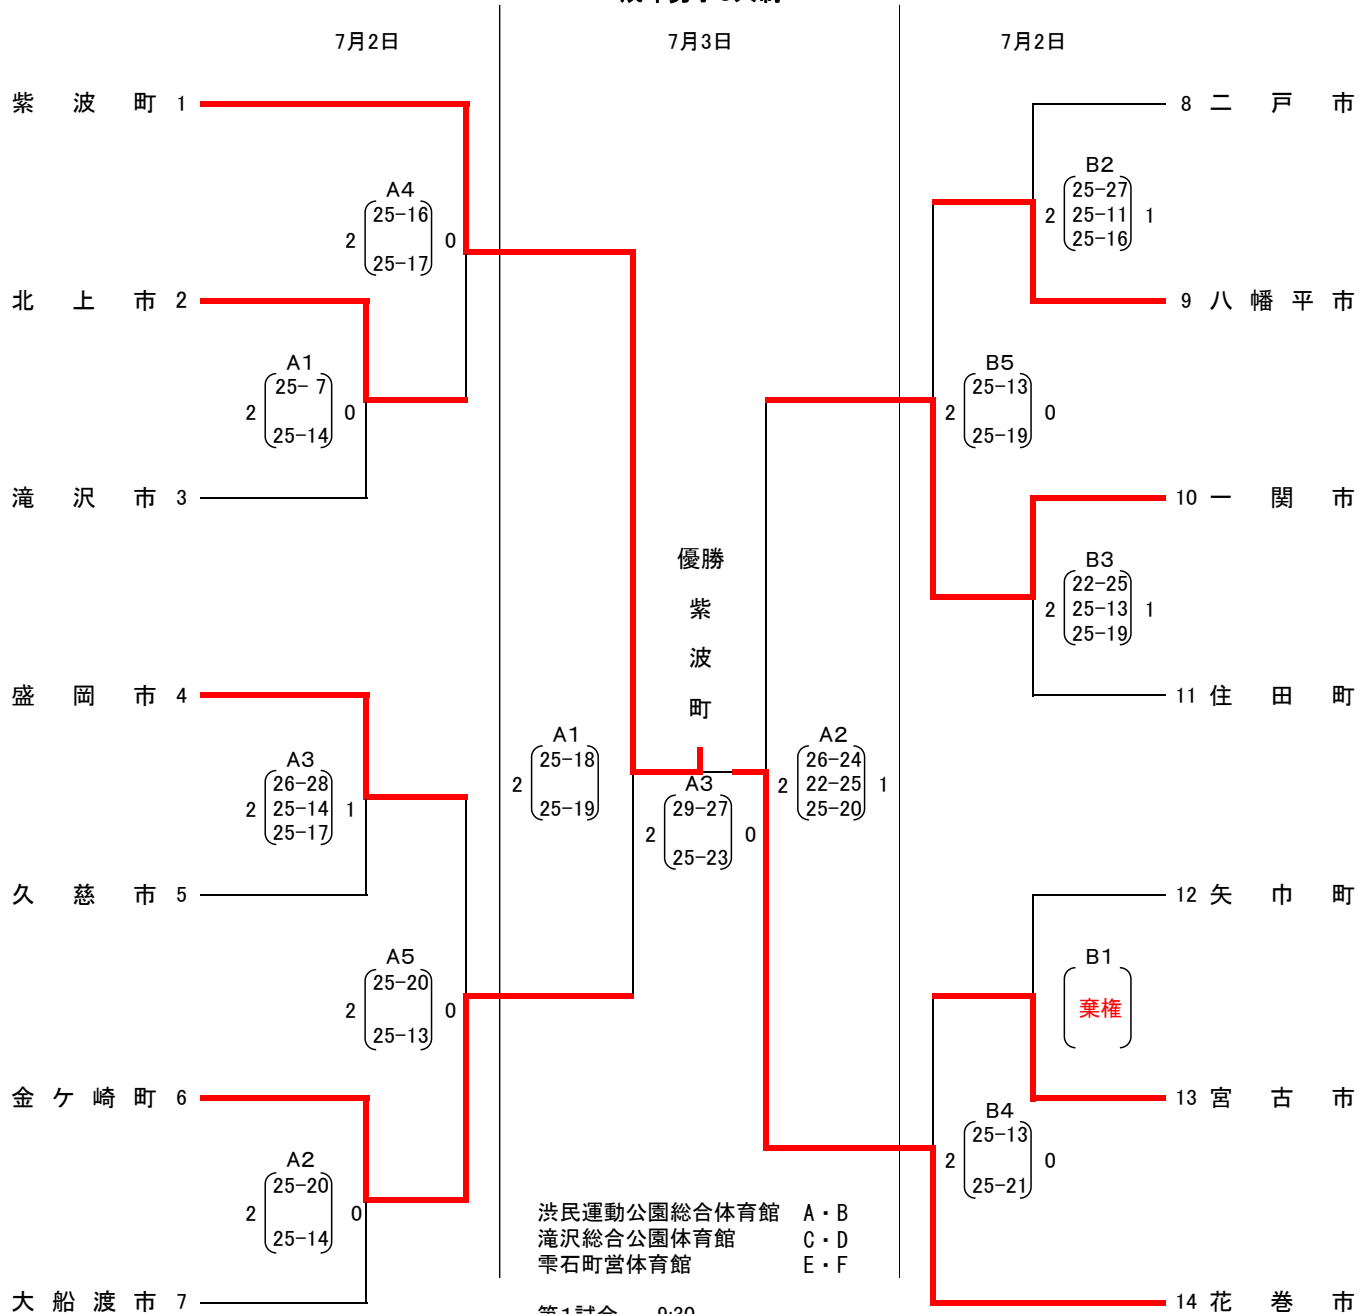 7月2日
7月3日
7月2日
紫波町 1
8 二戸市
A4
25-16
2 0
25-17
B2
25-27
2 25-11 1
25-16
北上市 2
9 八幡平市
A1
25- 7
2 0
25-14
B5
25-13
2 0
25-19
滝沢市 3
10 一関市
優勝
紫
波
町
B3
22-25
2 25-13 1
25-19
盛岡市 4
11 住田町
A3
26-28
2 25-14 1
25-17
A1
25-18
2
25-19
A3
29-27
2 0
25-23
A2
26-24
2 22-25 1
25-20
久慈市 5
12 矢巾町
A5
25-20
2 0
25-13
B1
棄権
金ケ崎町 6
13 宮古市
A2
25-20
2 0
25-14
B4
25-13
2 0
25-21
渋民運動公園総合体育館 A・B
滝沢総合公園体育館 C・D
雫石町営体育館 E・F
大船渡市 7
14 花巻市
第1試合 9:30